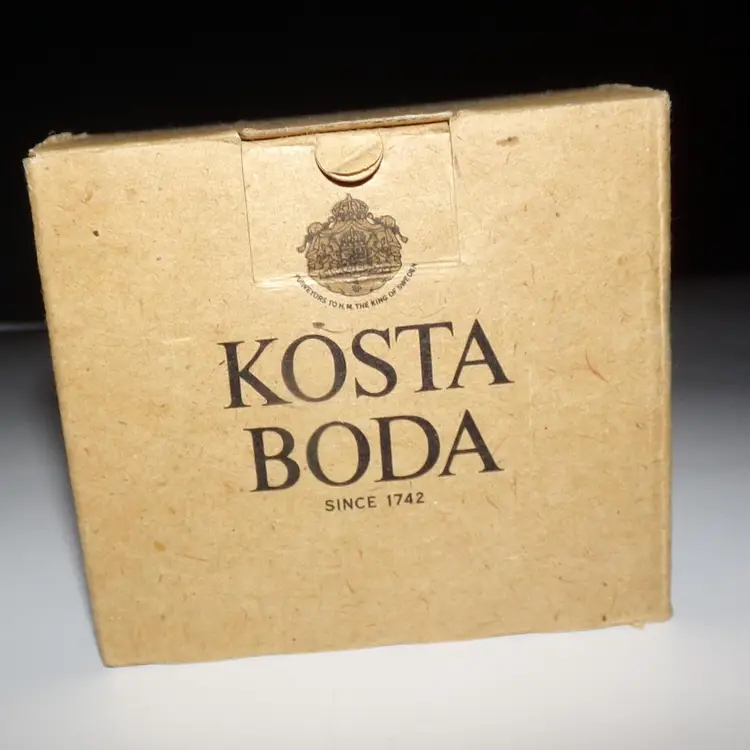 PURVEYORS TO H.M. THE KING OF SWEDEN
KOSTA
BODA
SINCE 1742